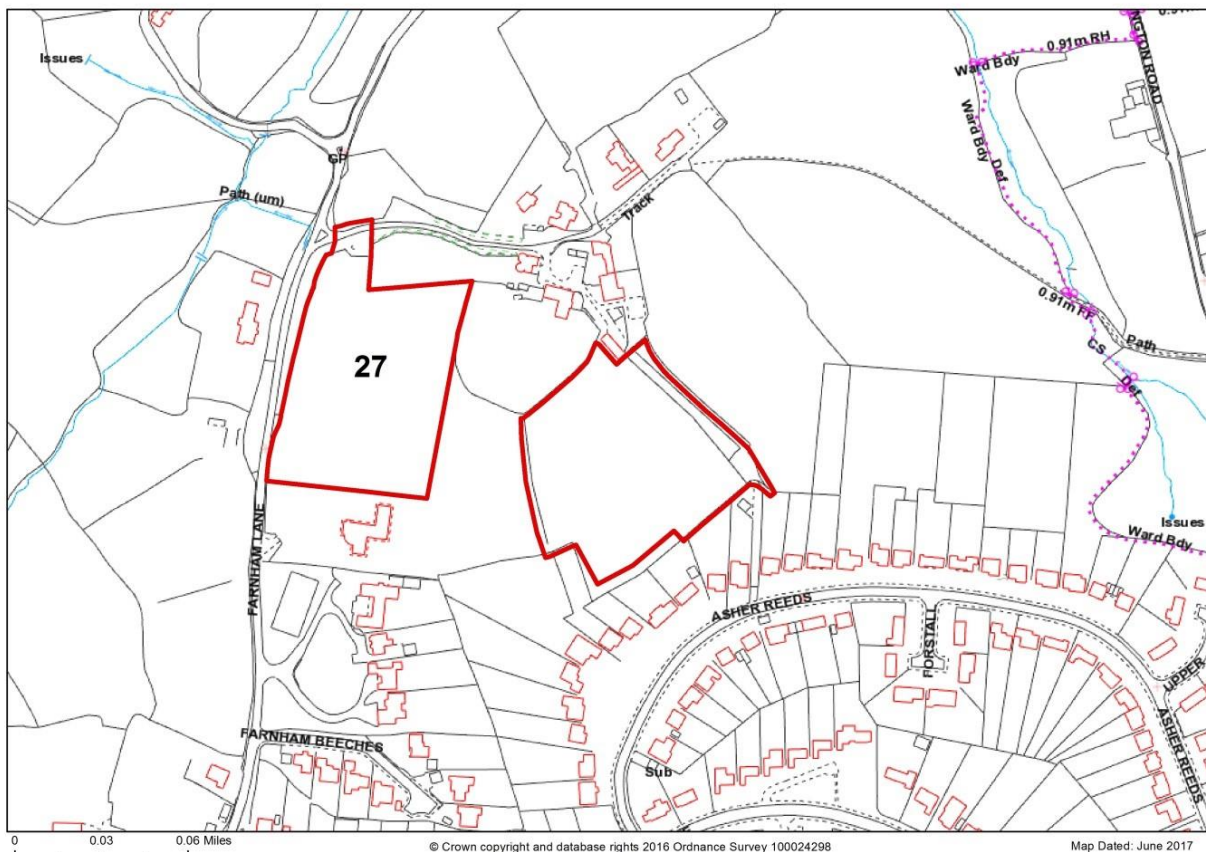 0.91m RH
NGTON ROAD
Issues
Ward Bdy
Ward Bdy
GP
Def
Path (um)
Track
0.91m FF
CS
Path
Def
27
FARNHAM LANE
Issues
Ward Bdy
ASHER REEDS
FORSTALL
UPPER
ASHER REEDS
FARNHAM BEECHES
Sub
0 0.03 0.06 Miles
© Crown copyright and database rights 2016 Ordnance Survey 100024298
Map Dated: June 2017